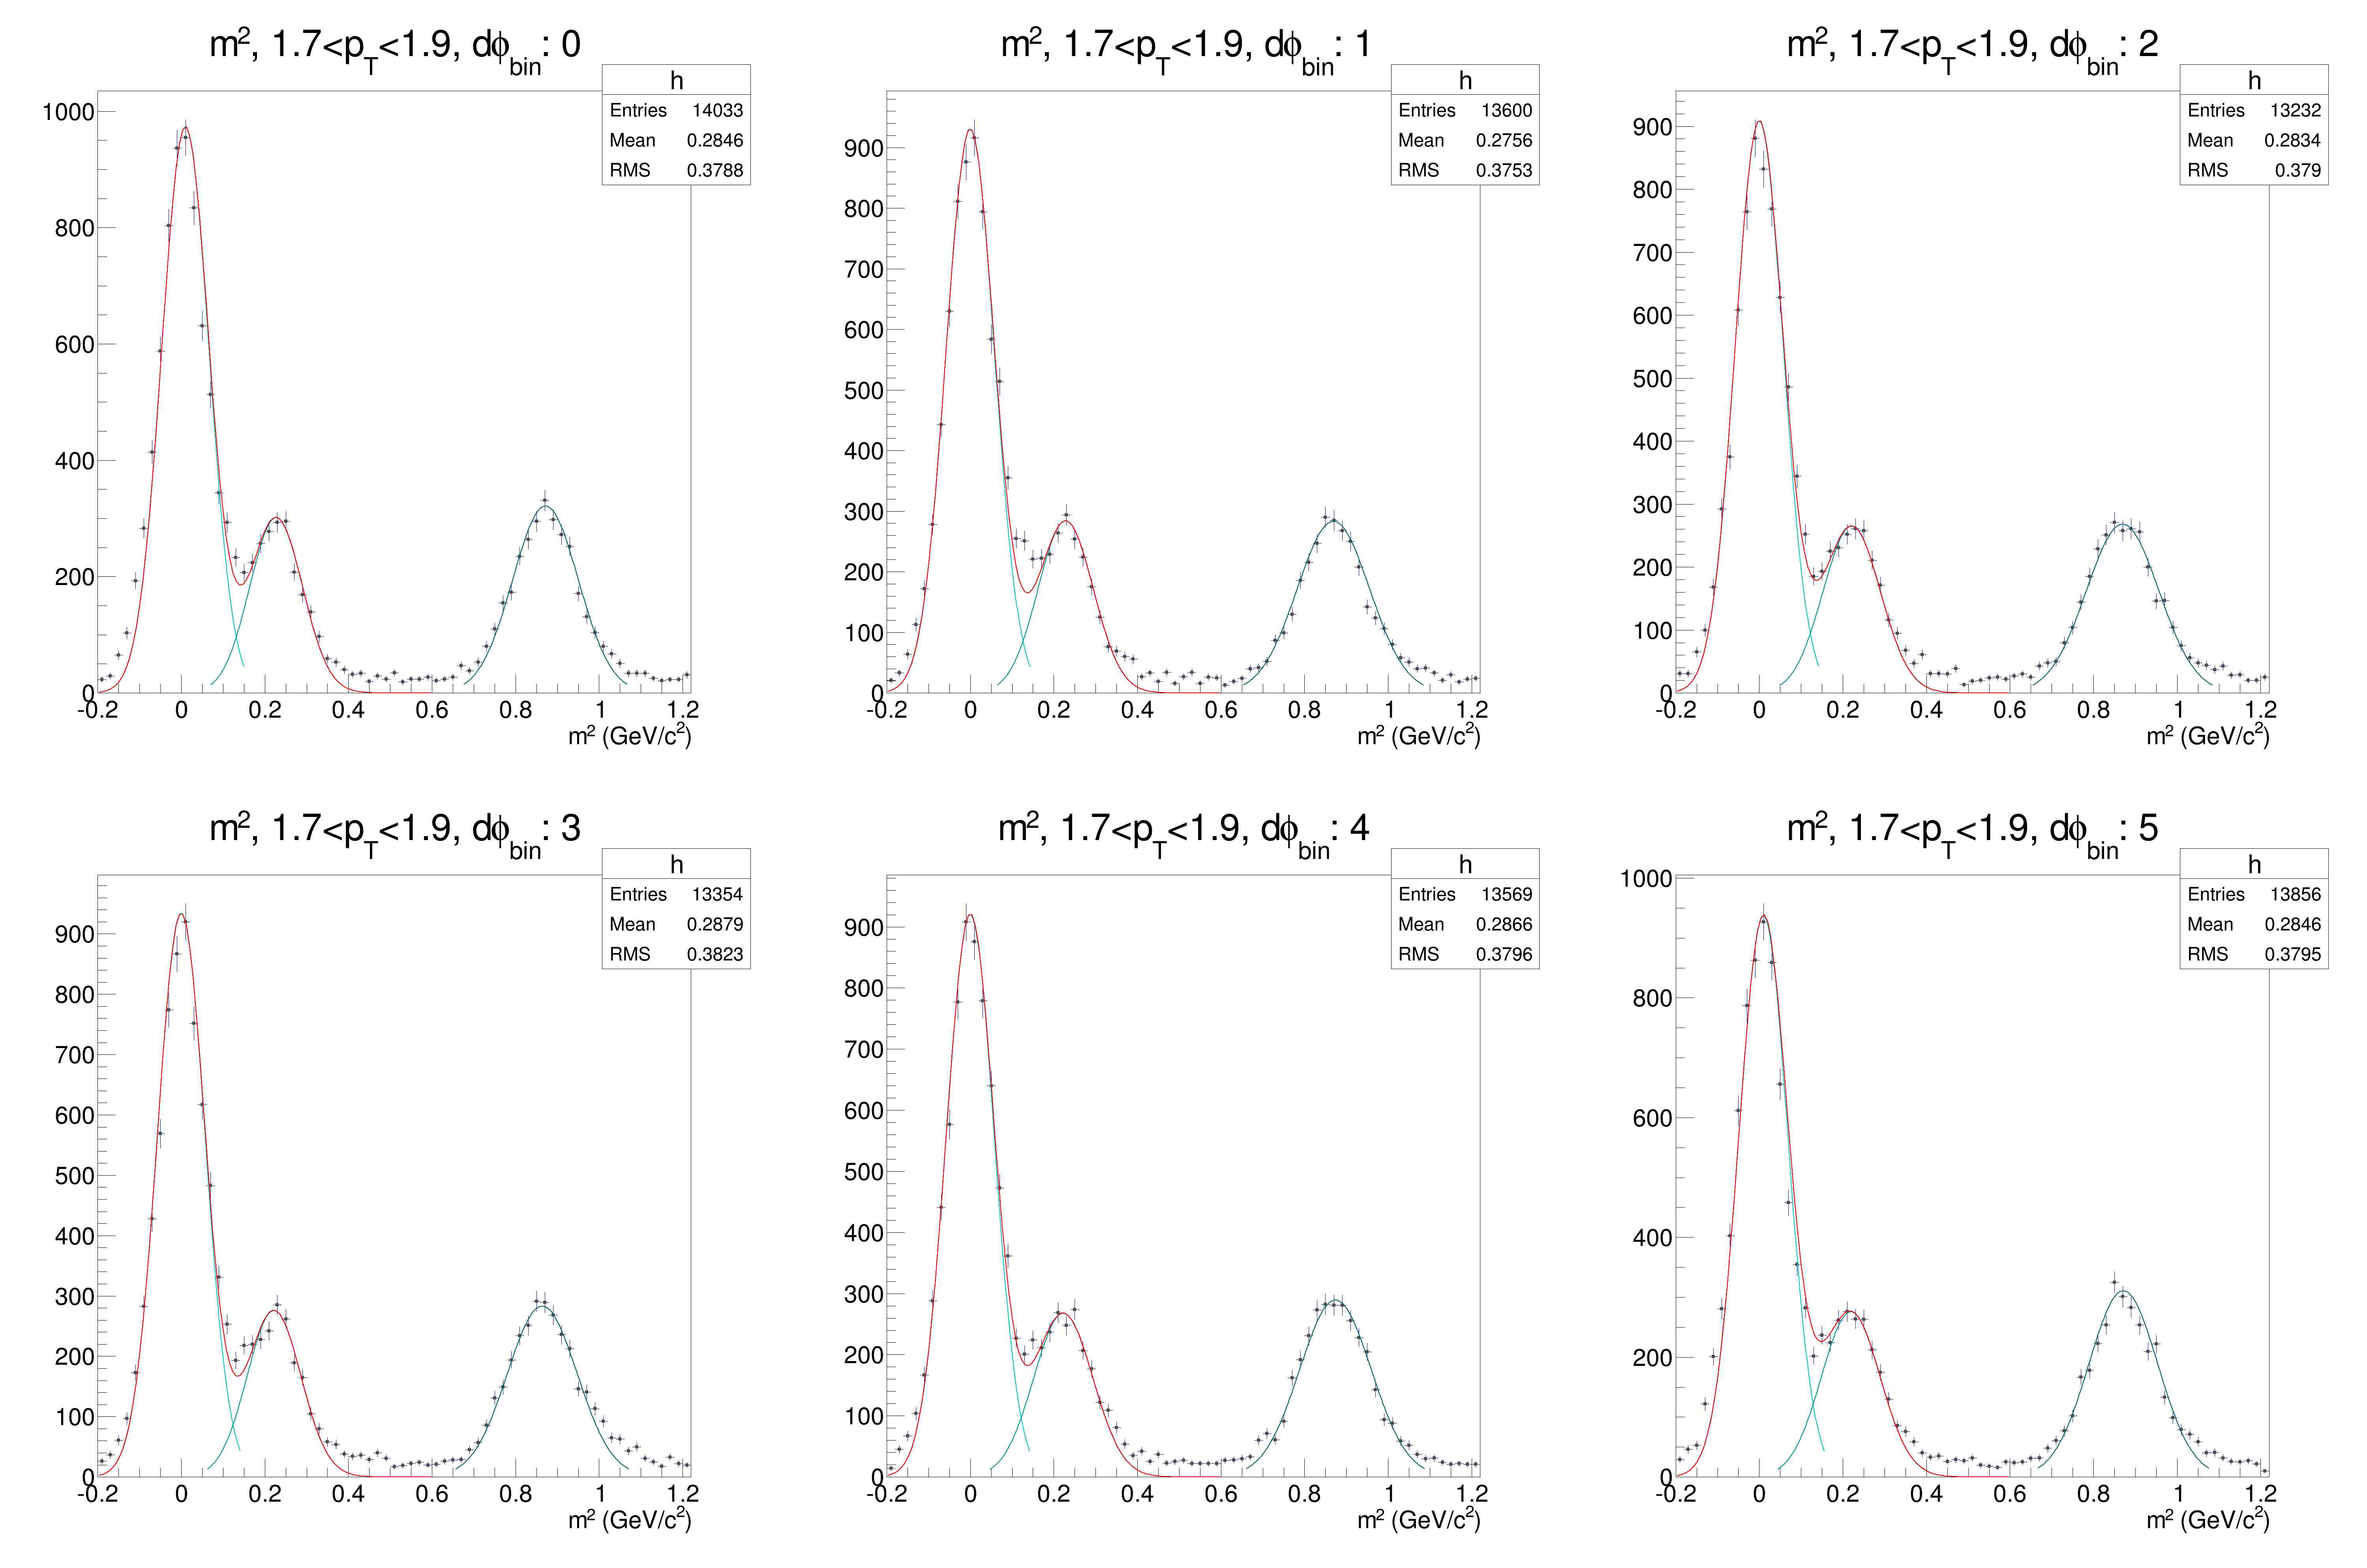 m², 1.7<p_T<1.9, dϕ_bin: 0
h
Entries 14033
Mean 0.2846
RMS 0.3788
1000
800
600
400
200
0
-0.2 0 0.2 0.4 0.6 0.8 1 1.2
m² (GeV/c²)
m², 1.7<p_T<1.9, dϕ_bin: 1
h
Entries 13600
Mean 0.2756
RMS 0.3753
900
800
700
600
500
400
300
200
100
0
-0.2 0 0.2 0.4 0.6 0.8 1 1.2
m² (GeV/c²)
m², 1.7<p_T<1.9, dϕ_bin: 2
h
Entries 13232
Mean 0.2834
RMS 0.379
900
800
700
600
500
400
300
200
100
0
-0.2 0 0.2 0.4 0.6 0.8 1 1.2
m² (GeV/c²)
m², 1.7<p_T<1.9, dϕ_bin: 3
h
Entries 13354
Mean 0.2879
RMS 0.3823
900
800
700
600
500
400
300
200
100
0
-0.2 0 0.2 0.4 0.6 0.8 1 1.2
m² (GeV/c²)
m², 1.7<p_T<1.9, dϕ_bin: 4
h
Entries 13569
Mean 0.2866
RMS 0.3796
900
800
700
600
500
400
300
200
100
0
-0.2 0 0.2 0.4 0.6 0.8 1 1.2
m² (GeV/c²)
m², 1.7<p_T<1.9, dϕ_bin: 5
h
Entries 13856
Mean 0.2846
RMS 0.3795
1000
800
600
400
200
0
-0.2 0 0.2 0.4 0.6 0.8 1 1.2
m² (GeV/c²)